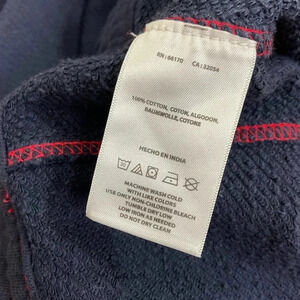 RN:66170 CA:33054
100% COTTON, COTON, ALGODON,
BAUMWOLLE, COTONE
HECHO EN INDIA
MACHINE WASH COLD
WITH LIKE COLORS
USE ONLY NON-CHLORINE BLEACH
TUMBLE DRY LOW
LOW IRON AS NEEDED
DO NOT DRY CLEAN